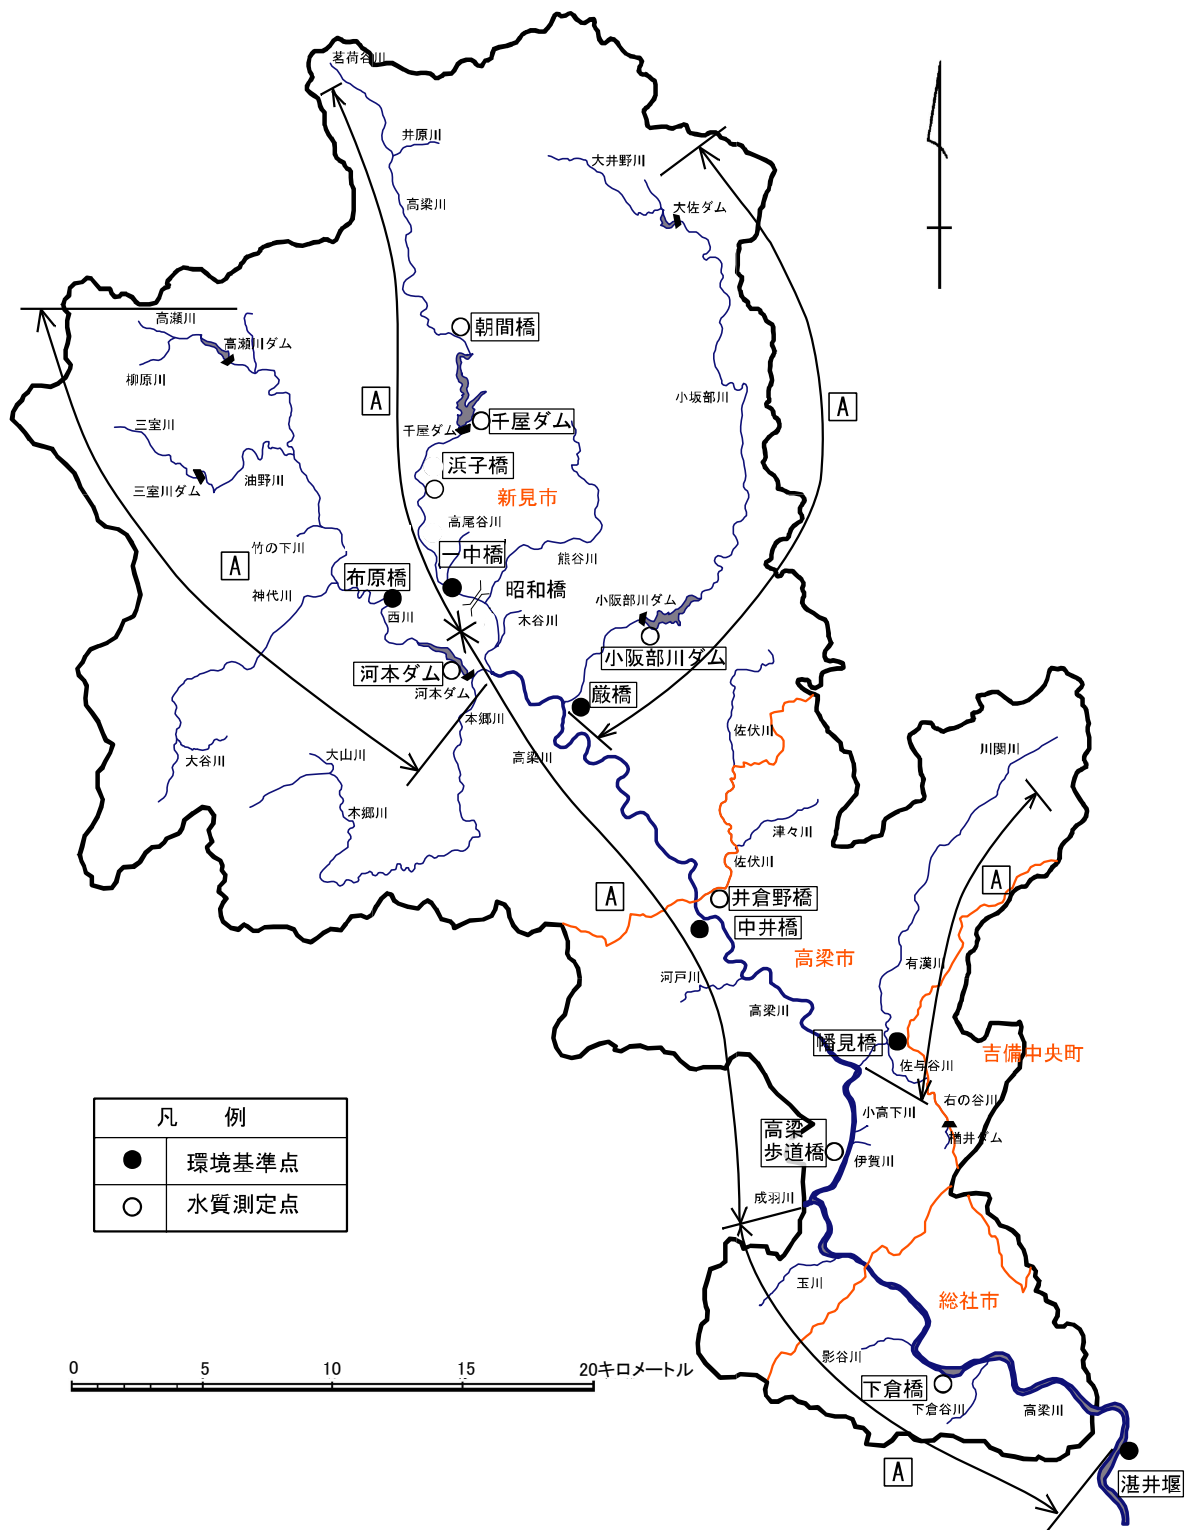 茗荷谷川
井原川
高梁川
大井野川
大佐ダム
高瀬川
朝間橋
高瀬川ダム
柳原川
小坂部川
A
A
三室川
千屋ダム
千屋ダム
浜子橋
三室川ダム
油野川
新見市
高尾谷川
竹の下川
一中橋
熊谷川
A
布原橋
昭和橋
神代川
西川
小阪部川ダム
木谷川
小阪部川ダム
河本ダム
河本ダム
厳橋
本郷川
佐伏川
高梁川
大谷川
大山川
川関川
本郷川
津々川
佐伏川
A
A
井倉野橋
中井橋
高梁市
有漢川
河戸川
高梁川
幡見橋
吉備中央町
佐与谷川
右の谷川
小高下川
楢井ダム
高梁
歩道橋
伊賀川
成羽川
凡 例
環境基準点
水質測定点
玉川
総社市
影谷川
下倉橋
下倉谷川
高梁川
0 5 10 15 20キロメートル
A
湛井堰